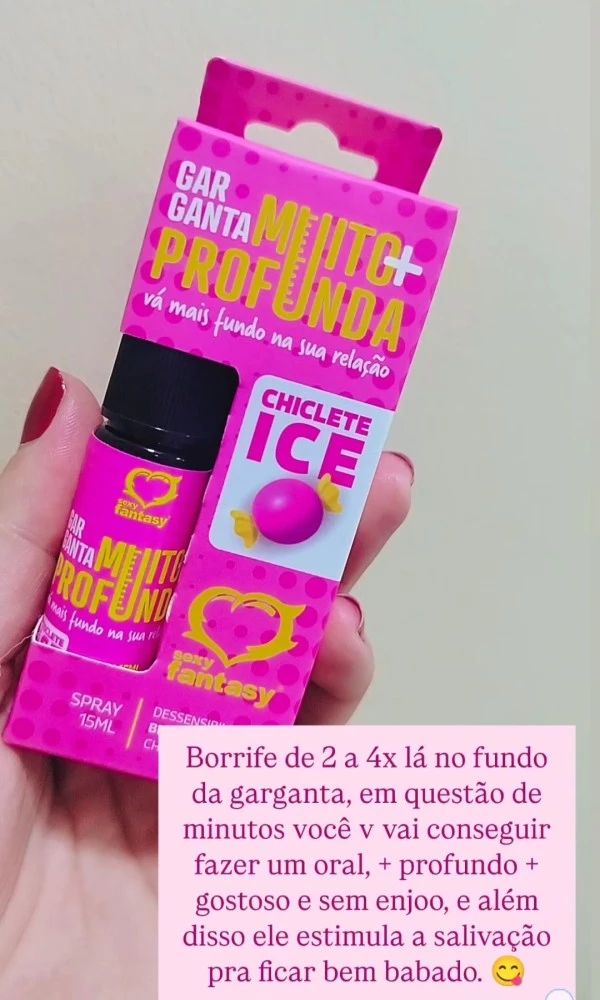 GAR
GANTA MUITO+
PROFUNDA
vá mais fundo na sua relação
CHICLETE
ICE
sexy
fantasy
GAR
GANTA MUITO
PROFUND
mais fundo na sua
sexy
fantasy
SPRAY
15ML
Borrife de 2 a 4x lá no fundo
da garganta, em questão de
minutos você v vai conseguir
fazer um oral, + profundo +
gostoso e sem enjoo, e além
disso ele estimula a salivação
pra ficar bem babado. 😋